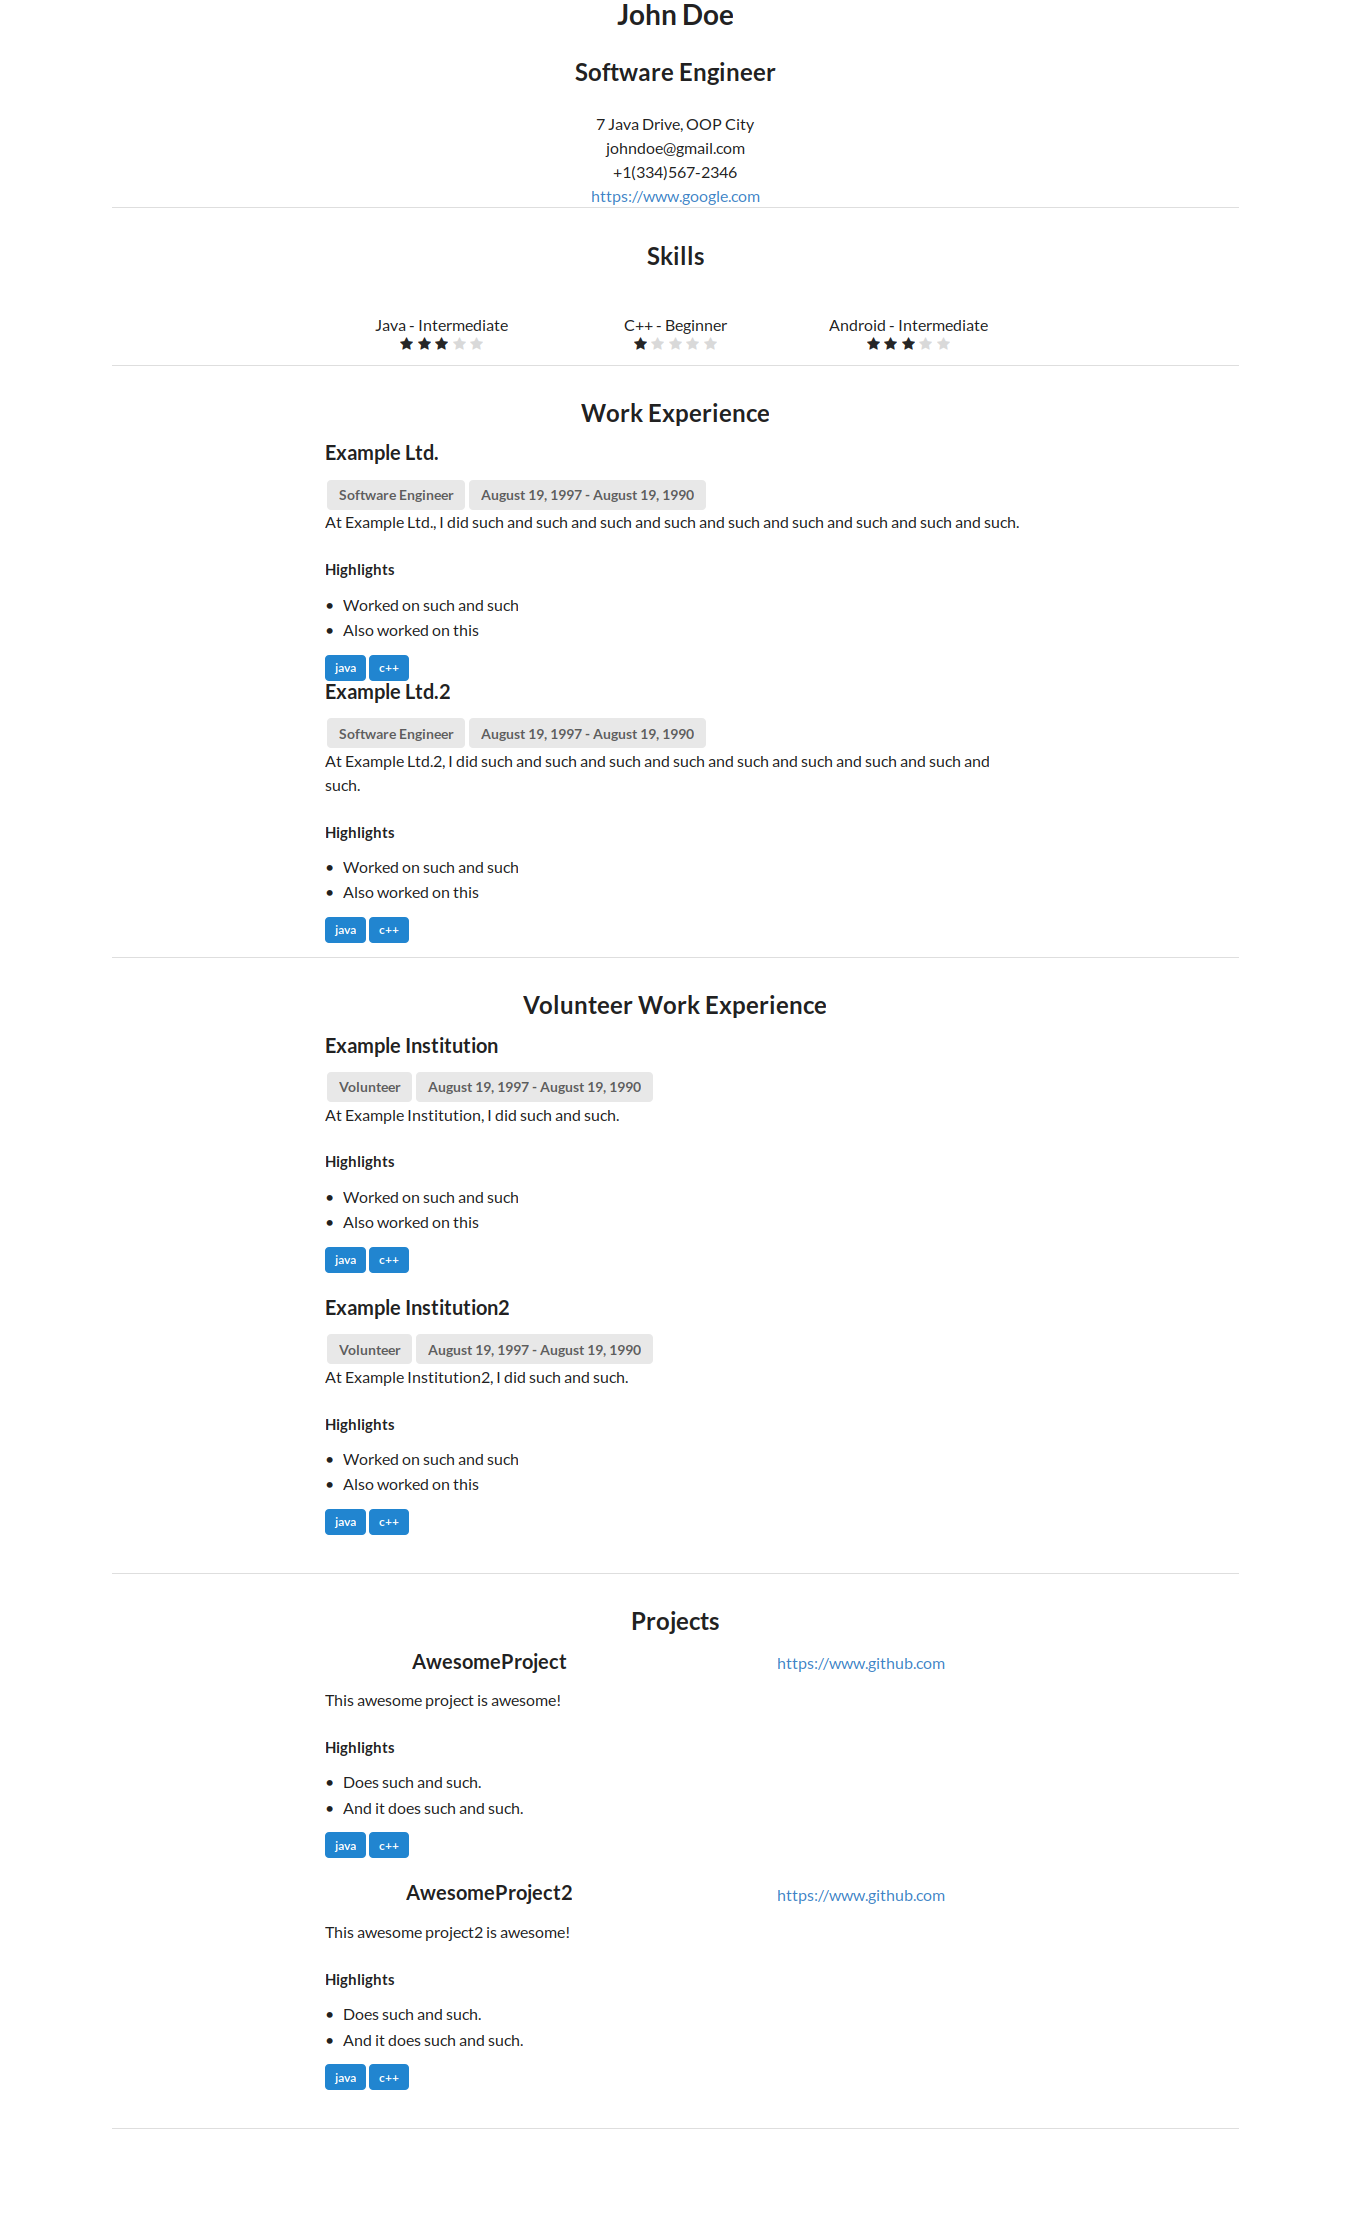 John Doe
Software Engineer
7 Java Drive, OOP City
johndoe@gmail.com
+1(334)567-2346
https://www.google.com
Skills
Java - Intermediate C++ - Beginner Android - Intermediate
Work Experience
Example Ltd.
Software Engineer August 19, 1997 - August 19, 1990
At Example Ltd., I did such and such and such and such and such and such and such and such and such.
Highlights
• Worked on such and such
• Also worked on this
java c++
Example Ltd.2
Software Engineer August 19, 1997 - August 19, 1990
At Example Ltd.2, I did such and such and such and such and such and such and such and such and
such.
Highlights
• Worked on such and such
• Also worked on this
java c++
Volunteer Work Experience
Example Institution
Volunteer August 19, 1997 - August 19, 1990
At Example Institution, I did such and such.
Highlights
• Worked on such and such
• Also worked on this
java c++
Example Institution2
Volunteer August 19, 1997 - August 19, 1990
At Example Institution2, I did such and such.
Highlights
• Worked on such and such
• Also worked on this
java c++
Projects
AwesomeProject https://www.github.com
This awesome project is awesome!
Highlights
• Does such and such.
• And it does such and such.
java c++
AwesomeProject2 https://www.github.com
This awesome project2 is awesome!
Highlights
• Does such and such.
• And it does such and such.
java c++